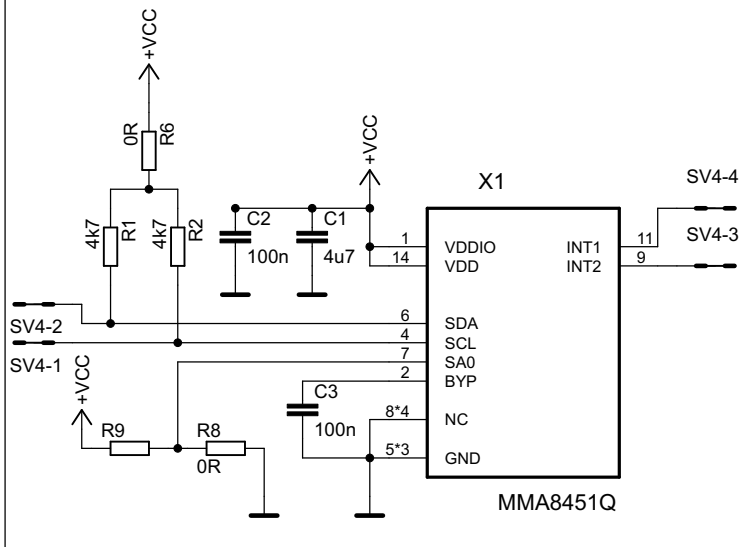 +VCC
0R
R6
+VCC
X1
SV4-4
4k7
R1
4k7
R2
C2
100n
C1
4u7
1
VDDIO
14
VDD
INT1
11
INT2
9
SV4-3
SV4-2
6
SDA
SV4-1
4
SCL
7
SA0
2
BYP
+VCC
C3
100n
8*4
NC
R9
R8
0R
5*3
GND
MMA8451Q